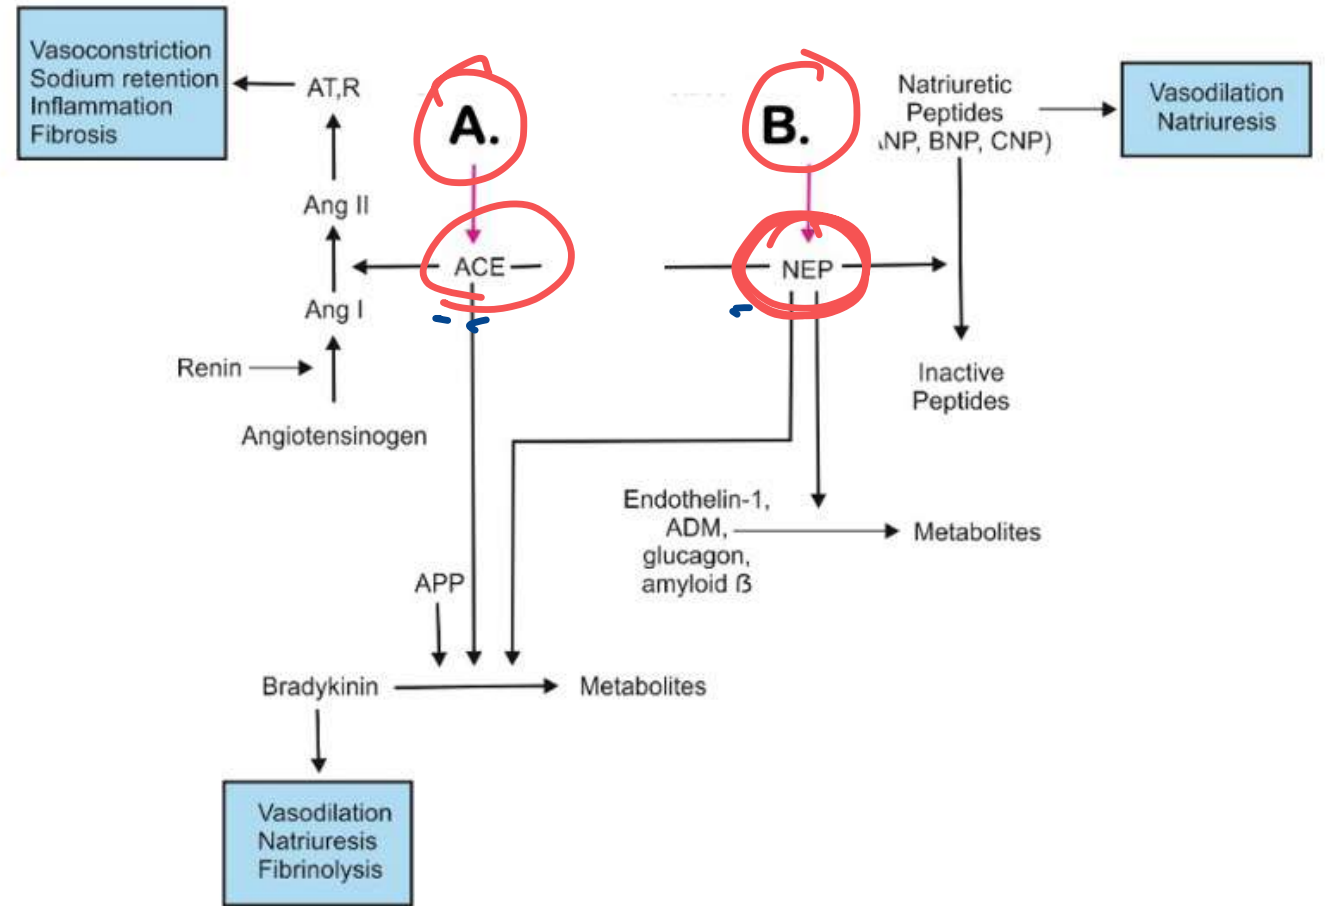 Vasoconstriction
Sodium retention
Inflammation
Fibrosis
AT,R
A.
B.
Natriuretic
Peptides
NP, BNP, CNP)
Vasodilation
Natriuresis
Ang II
ACE
NEP
Ang I
Renin
Inactive
Peptides
Angiotensinogen
Endothelin-1,
ADM,
glucagon,
amyloid ß
Metabolites
APP
Bradykinin
Metabolites
Vasodilation
Natriuresis
Fibrinolysis